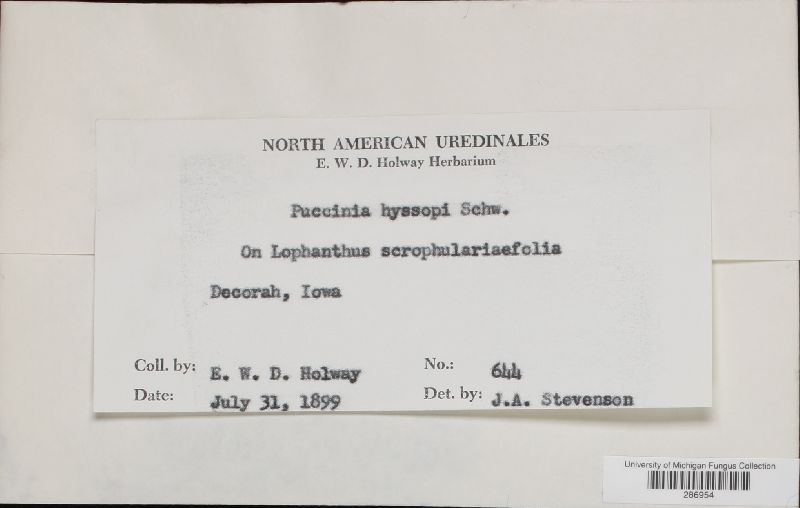 NORTH AMERICAN UREDINALES
E. W. D. Holway Herbarium
Puccinia hyssopi Schw.
On Lophanthus scrophulariaefolia
Decorah, Iowa
Coll. by: E. W. D. Holway No.: 644
Date: July 31, 1899 Det. by: J.A. Stevenson
University of Michigan Fungus Collection
286954